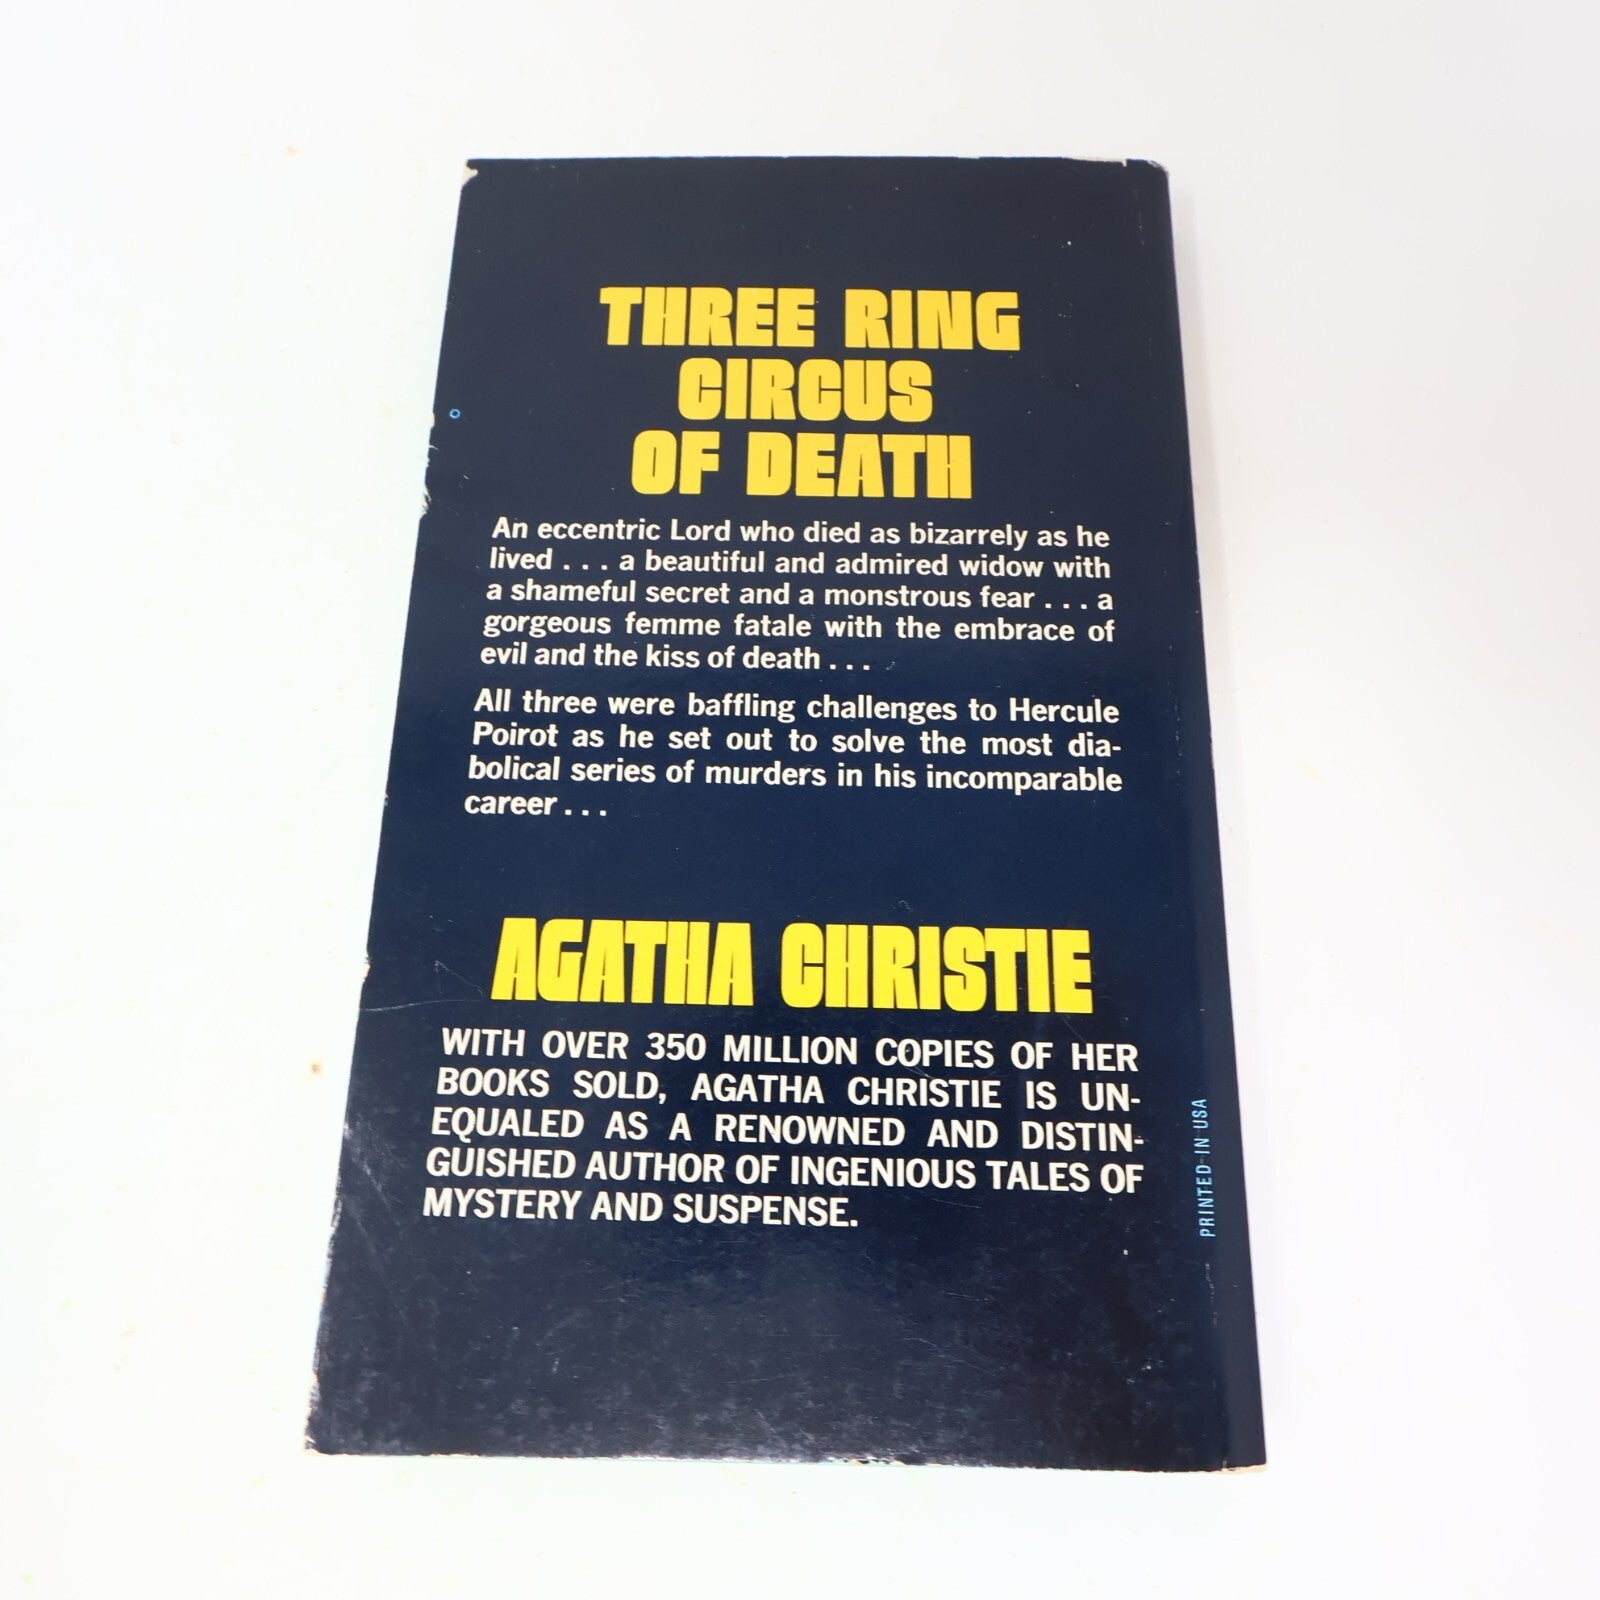 THREE RING
CIRCUS
OF DEATH
An eccentric Lord who died as bizarrely as he
lived . . . a beautiful and admired widow with
a shameful secret and a monstrous fear . . . a
gorgeous femme fatale with the embrace of
evil and the kiss of death . . .
All three were baffling challenges to Hercule
Poirot as he set out to solve the most dia-
bolical series of murders in his incomparable
career . . .
AGATHA CHRISTIE
WITH OVER 350 MILLION COPIES OF HER
BOOKS SOLD, AGATHA CHRISTIE IS UN-
EQUALED AS A RENOWNED AND DISTIN-
GUISHED AUTHOR OF INGENIOUS TALES OF
MYSTERY AND SUSPENSE.
PRINTED IN USA